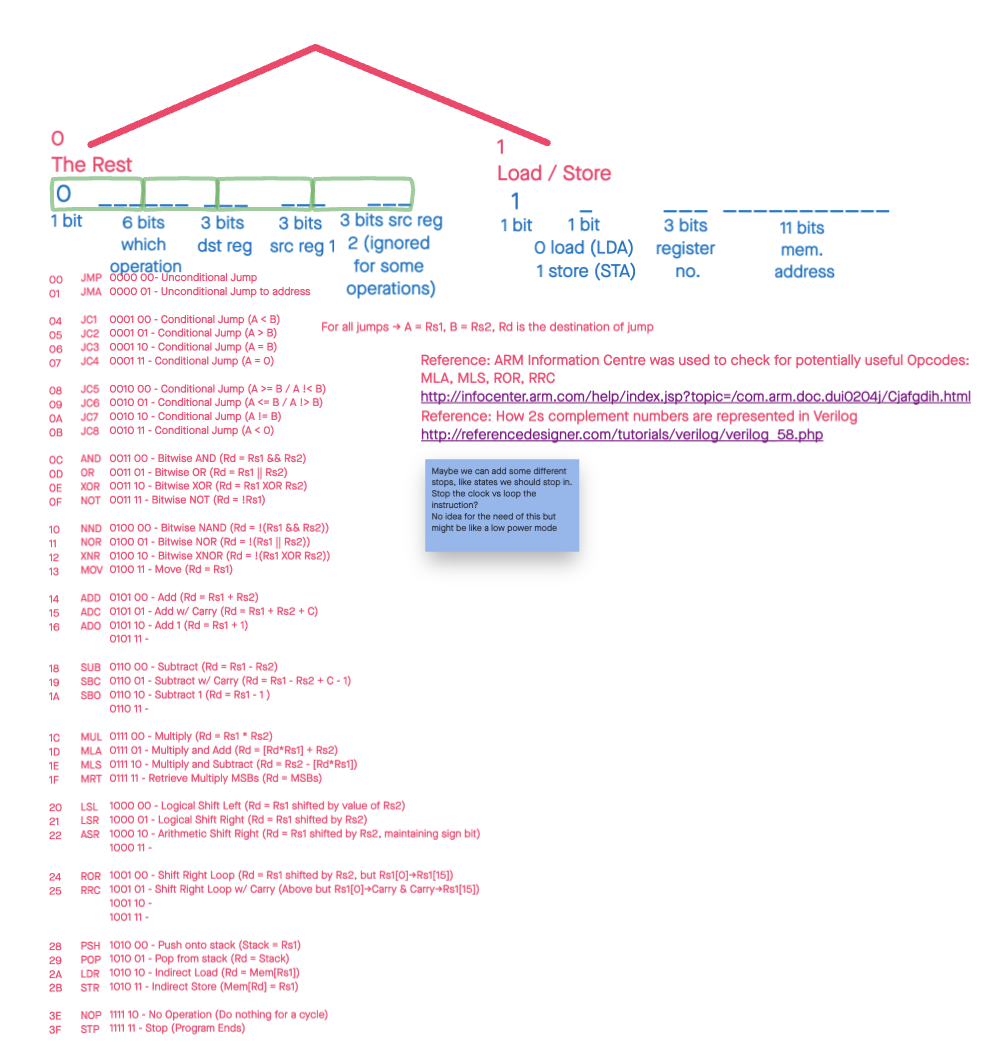 0
The Rest
0 ______ ___ ___ ___
1 bit
6 bits
which
operation
3 bits
dst reg
3 bits
src reg 1
3 bits src reg
2 (ignored
for some
operations)
1
Load / Store
1 _ ___ ___________
1 bit
1 bit
0 load (LDA)
1 store (STA)
3 bits
register
no.
11 bits
mem.
address
00 JMP 0000 00- Unconditional Jump
01 JMA 0000 01 - Unconditional Jump to address
04 JC1 0001 00 - Conditional Jump (A < B)
05 JC2 0001 01 - Conditional Jump (A > B)
06 JC3 0001 10 - Conditional Jump (A = B)
07 JC4 0001 11 - Conditional Jump (A = 0)
08 JC5 0010 00 - Conditional Jump (A >= B / A !< B)
09 JC6 0010 01 - Conditional Jump (A <= B / A !> B)
0A JC7 0010 10 - Conditional Jump (A != B)
0B JC8 0010 11 - Conditional Jump (A < 0)
0C AND 0011 00 - Bitwise AND (Rd = Rs1 && Rs2)
0D OR 0011 01 - Bitwise OR (Rd = Rs1 || Rs2)
0E XOR 0011 10 - Bitwise XOR (Rd = Rs1 XOR Rs2)
0F NOT 0011 11 - Bitwise NOT (Rd = !Rs1)
10 NND 0100 00 - Bitwise NAND (Rd = !(Rs1 && Rs2))
11 NOR 0100 01 - Bitwise NOR (Rd = !(Rs1 || Rs2))
12 XNR 0100 10 - Bitwise XNOR (Rd = !(Rs1 XOR Rs2))
13 MOV 0100 11 - Move (Rd = Rs1)
14 ADD 0101 00 - Add (Rd = Rs1 + Rs2)
15 ADC 0101 01 - Add w/ Carry (Rd = Rs1 + Rs2 + C)
16 ADO 0101 10 - Add 1 (Rd = Rs1 + 1)
0101 11 -
18 SUB 0110 00 - Subtract (Rd = Rs1 - Rs2)
19 SBC 0110 01 - Subtract w/ Carry (Rd = Rs1 - Rs2 + C - 1)
1A SBO 0110 10 - Subtract 1 (Rd = Rs1 - 1 )
0110 11 -
1C MUL 0111 00 - Multiply (Rd = Rs1 * Rs2)
1D MLA 0111 01 - Multiply and Add (Rd = [Rd*Rs1] + Rs2)
1E MLS 0111 10 - Multiply and Subtract (Rd = Rs2 - [Rd*Rs1])
1F MRT 0111 11 - Retrieve Multiply MSBs (Rd = MSBs)
20 LSL 1000 00 - Logical Shift Left (Rd = Rs1 shifted by value of Rs2)
21 LSR 1000 01 - Logical Shift Right (Rd = Rs1 shifted by Rs2)
22 ASR 1000 10 - Arithmetic Shift Right (Rd = Rs1 shifted by Rs2, maintaining sign bit)
1000 11 -
24 ROR 1001 00 - Shift Right Loop (Rd = Rs1 shifted by Rs2, but Rs1[0]→Rs1[15])
25 RRC 1001 01 - Shift Right Loop w/ Carry (Above but Rs1[0]→Carry & Carry→Rs1[15])
1001 10 -
1001 11 -
28 PSH 1010 00 - Push onto stack (Stack = Rs1)
29 POP 1010 01 - Pop from stack (Rd = Stack)
2A LDR 1010 10 - Indirect Load (Rd = Mem[Rs1])
2B STR 1010 11 - Indirect Store (Mem[Rd] = Rs1)
3E NOP 1111 10 - No Operation (Do nothing for a cycle)
3F STP 1111 11 - Stop (Program Ends)
For all jumps → A = Rs1, B = Rs2, Rd is the destination of jump
Reference: ARM Information Centre was used to check for potentially useful Opcodes:
MLA, MLS, ROR, RRC
http://infocenter.arm.com/help/index.jsp?topic=/com.arm.doc.dui0204j/Cjafgdih.html
Reference: How 2s complement numbers are represented in Verilog
http://referencedesigner.com/tutorials/verilog/verilog_58.php
Maybe we can add some different
stops, like states we should stop in.
Stop the clock vs loop the
instruction?
No idea for the need of this but
might be like a low power mode